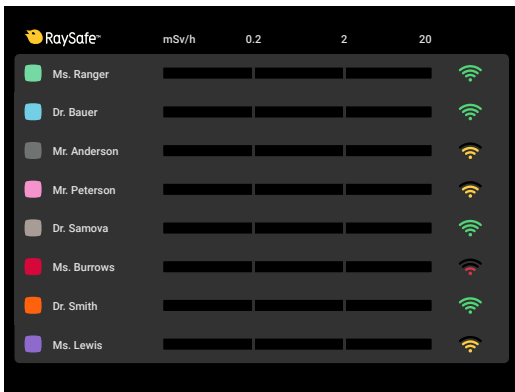 RaySafe™ mSv/h 0.2 2 20
Ms. Ranger
Dr. Bauer
Mr. Anderson
Mr. Peterson
Dr. Samova
Ms. Burrows
Dr. Smith
Ms. Lewis